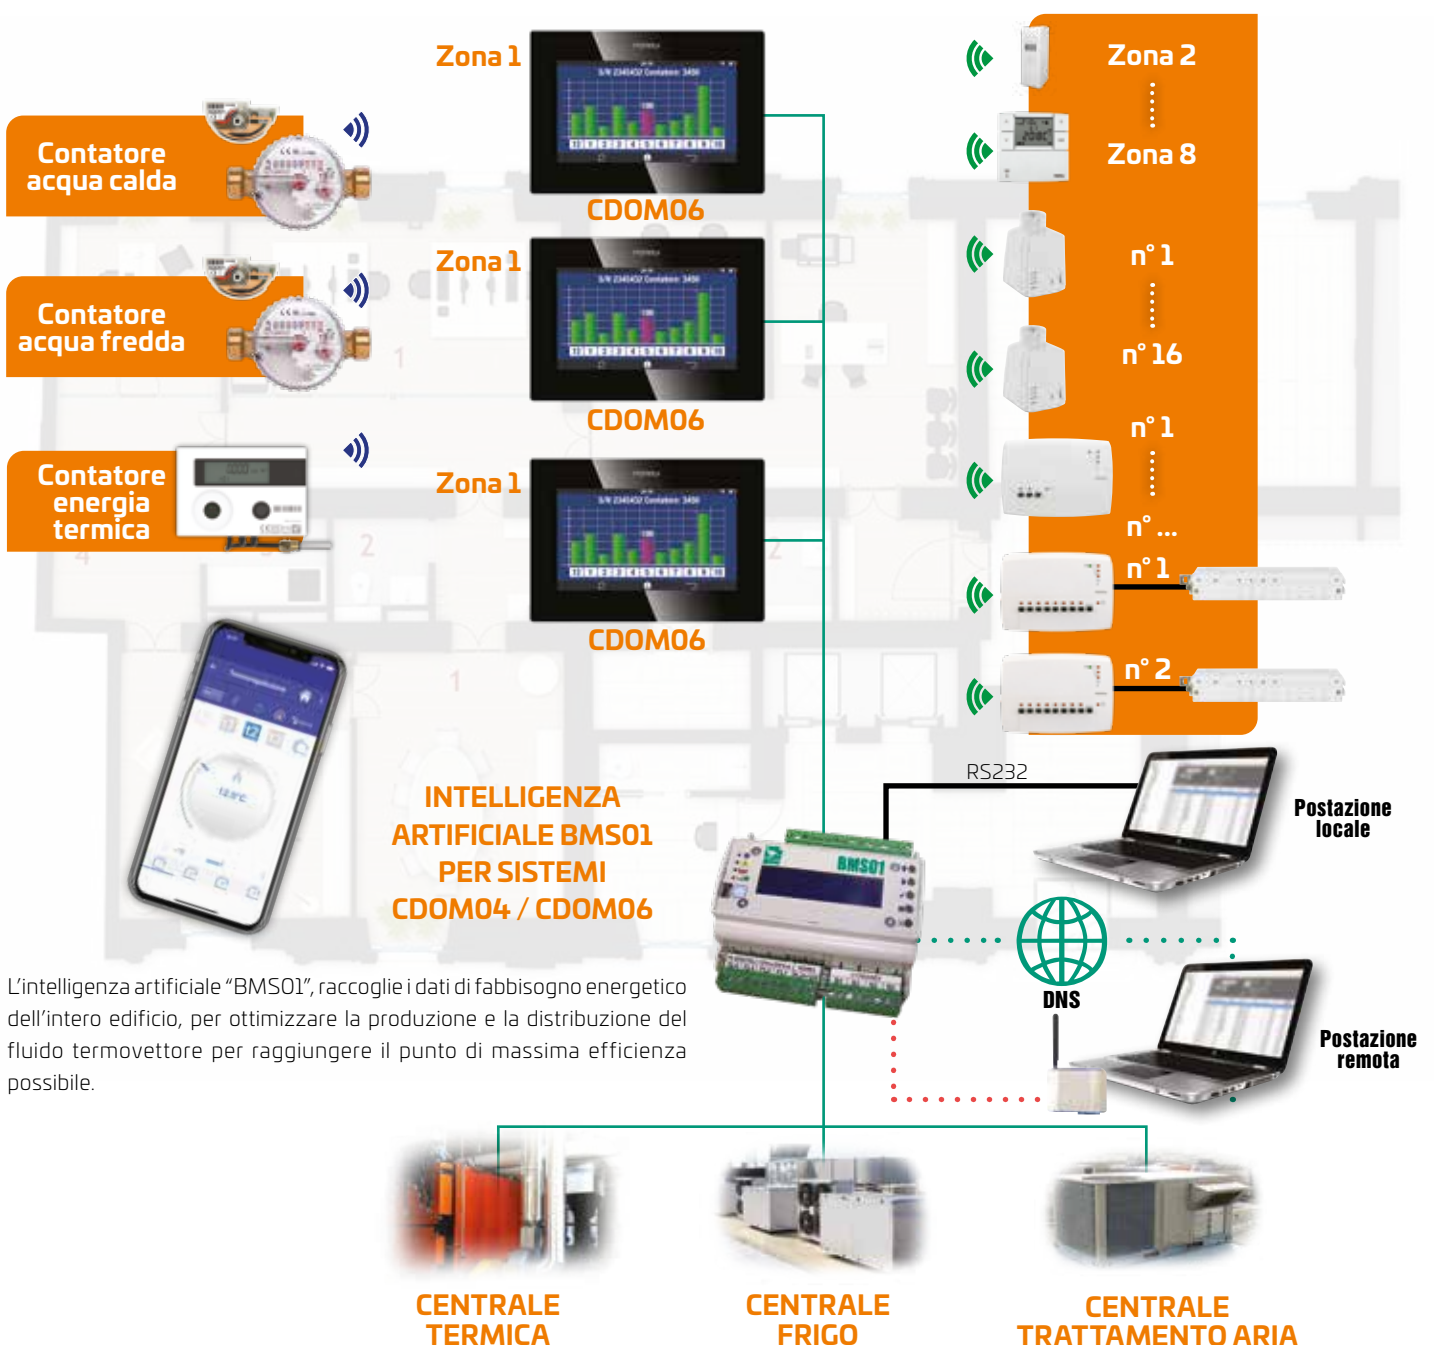 Zona 1
Contatore
acqua calda
CDOM06
Zona 1
Contatore
acqua fredda
CDOM06
Zona 1
Contatore
energia
termica
CDOM06
Zona 2
Zona 8
n° 1
n° 16
n° 1
n° ...
n° 1
n° 2
RS232
Postazione
locale
INTELLIGENZA
ARTIFICIALE BMS01
PER SISTEMI
CDOM04 / CDOM06
BMS01
DNS
Postazione
remota
L'intelligenza artificiale “BMS01”, raccoglie i dati di fabbisogno energetico
dell'intero edificio, per ottimizzare la produzione e la distribuzione del
fluido termovettore per raggiungere il punto di massima efficienza
possibile.
CENTRALE
TERMICA
CENTRALE
FRIGO
CENTRALE
TRATTAMENTO ARIA